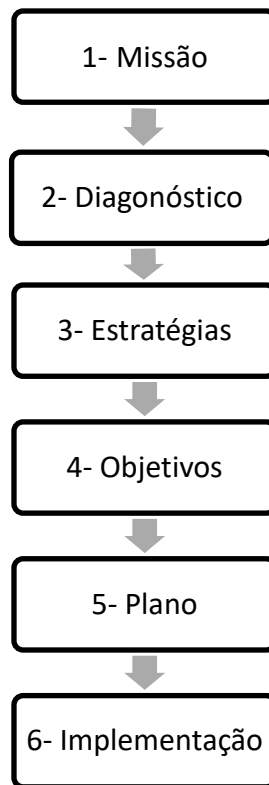 1- Missão
2- Diagonóstico
3- Estratégias
4- Objetivos
5- Plano
6- Implementação